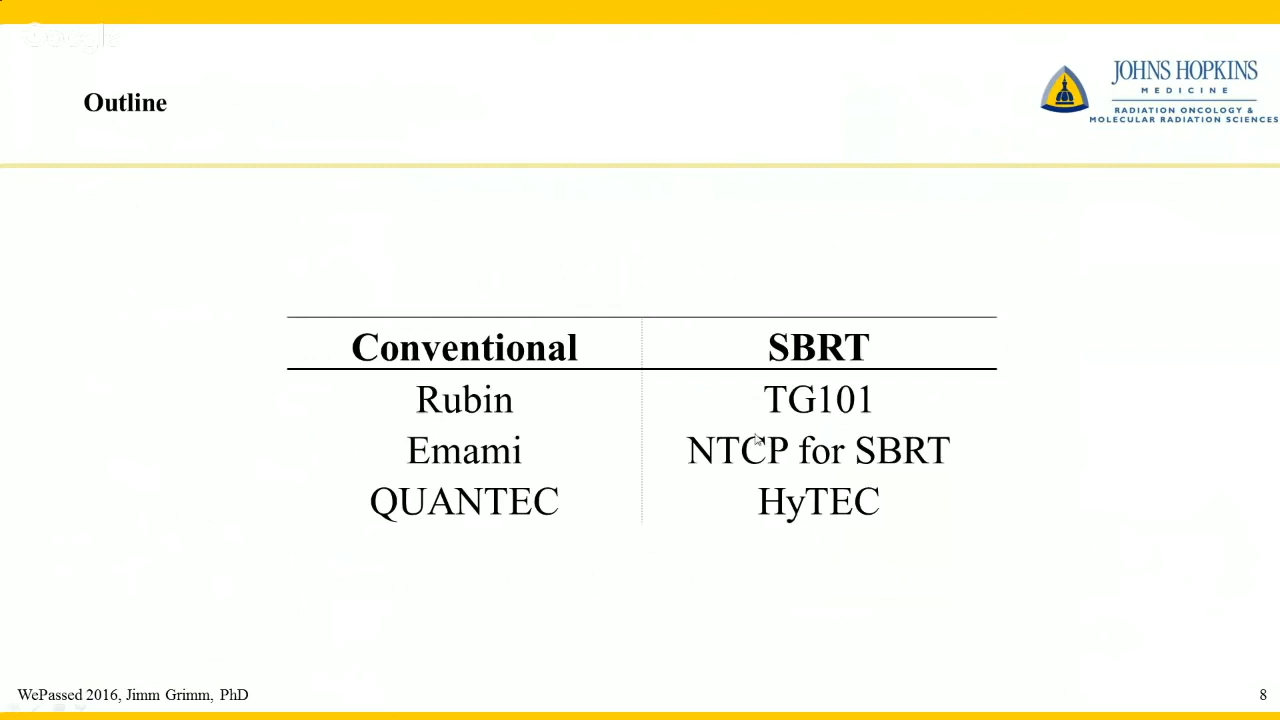 Google
Outline
JOHNS HOPKINS
MEDICINE
RADIATION ONCOLOGY &
MOLECULAR RADIATION SCIENCES
Conventional SBRT
Rubin TG101
Emami NTCP for SBRT
QUANTEC HyTEC
WePassed 2016, Jimm Grimm, PhD 8